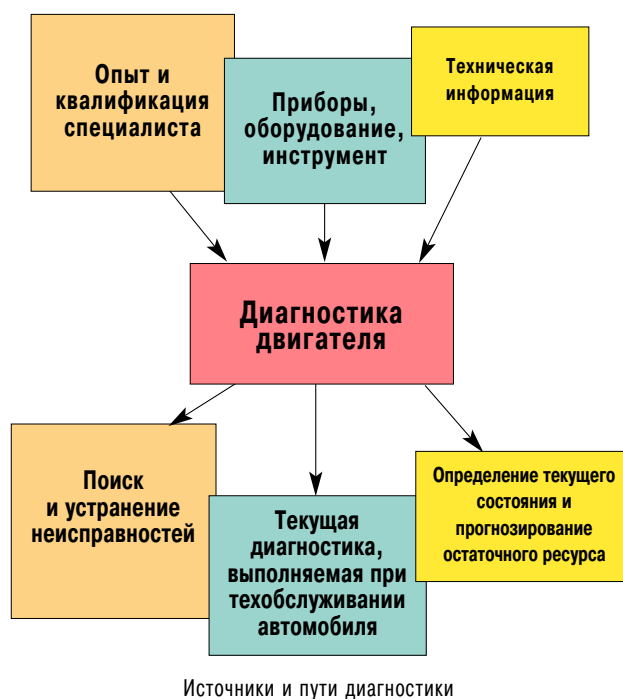 Опыт и
квалификация
специалиста
Приборы,
оборудование,
инструмент
Техническая
информация
Диагностика
двигателя
Поиск
и устранение
неисправностей
Текущая
диагностика,
выполняемая при
техобслуживании
автомобиля
Определение текущего
состояния и
прогнозирование
остаточного ресурса
Источники и пути диагностики